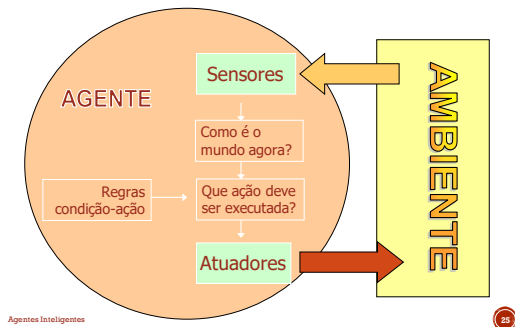 AGENTE
Sensores
Como é o
mundo agora?
Regras
condição-ação
Que ação deve
ser executada?
Atuadores
AMBIENTE
Agentes Inteligentes
25